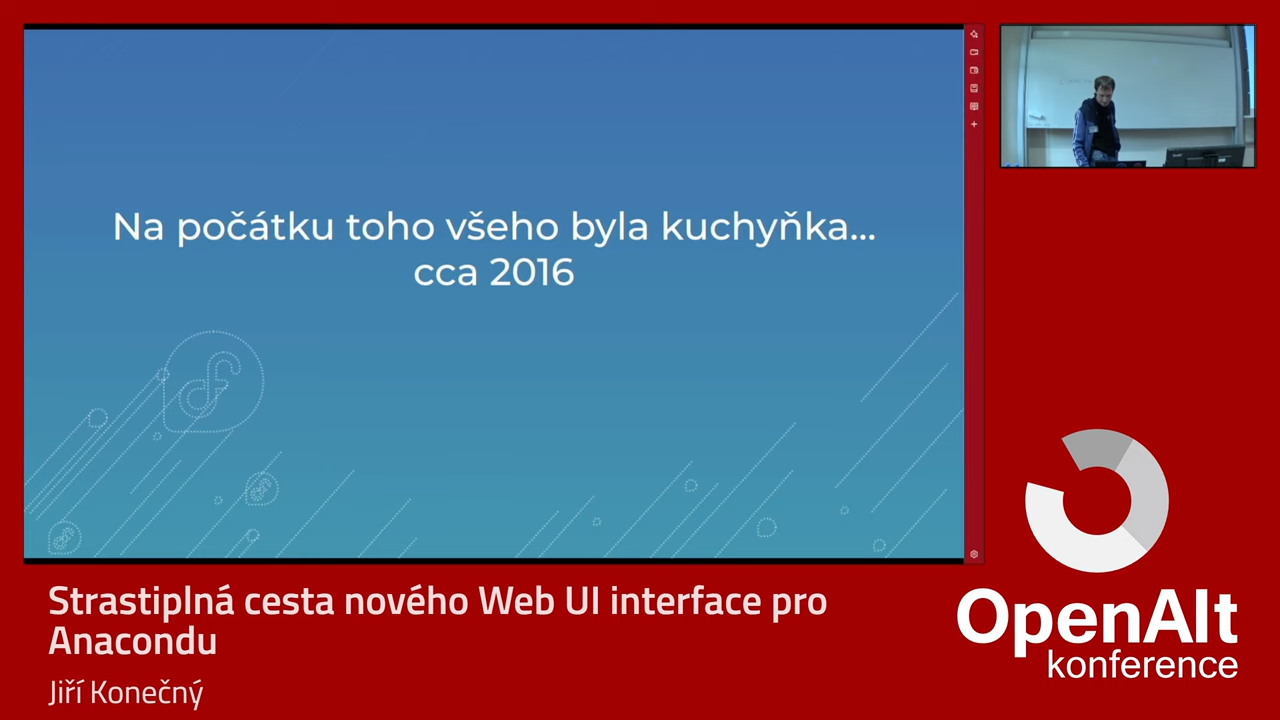 Na počátku toho všeho byla kuchyňka...
cca 2016
Strastiplná cesta nového Web UI interface pro
Anacondu
Jiří Konečný
OpenAlt
konference